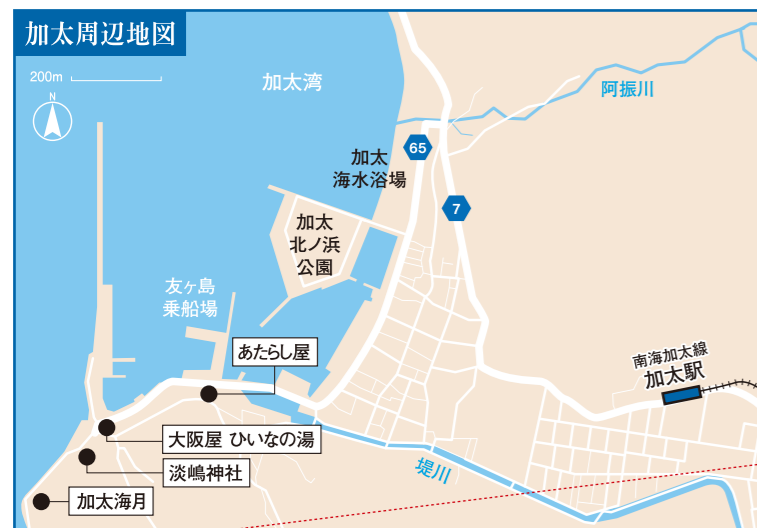 加太周辺地図
200m
N
加太湾
阿振川
65
加太
海水浴場
7
加太
北ノ浜
公園
友ヶ島
乗船場
あたらし屋
南海加太線
加太駅
大阪屋 ひいなの湯
淡嶋神社
堤川
加太海月